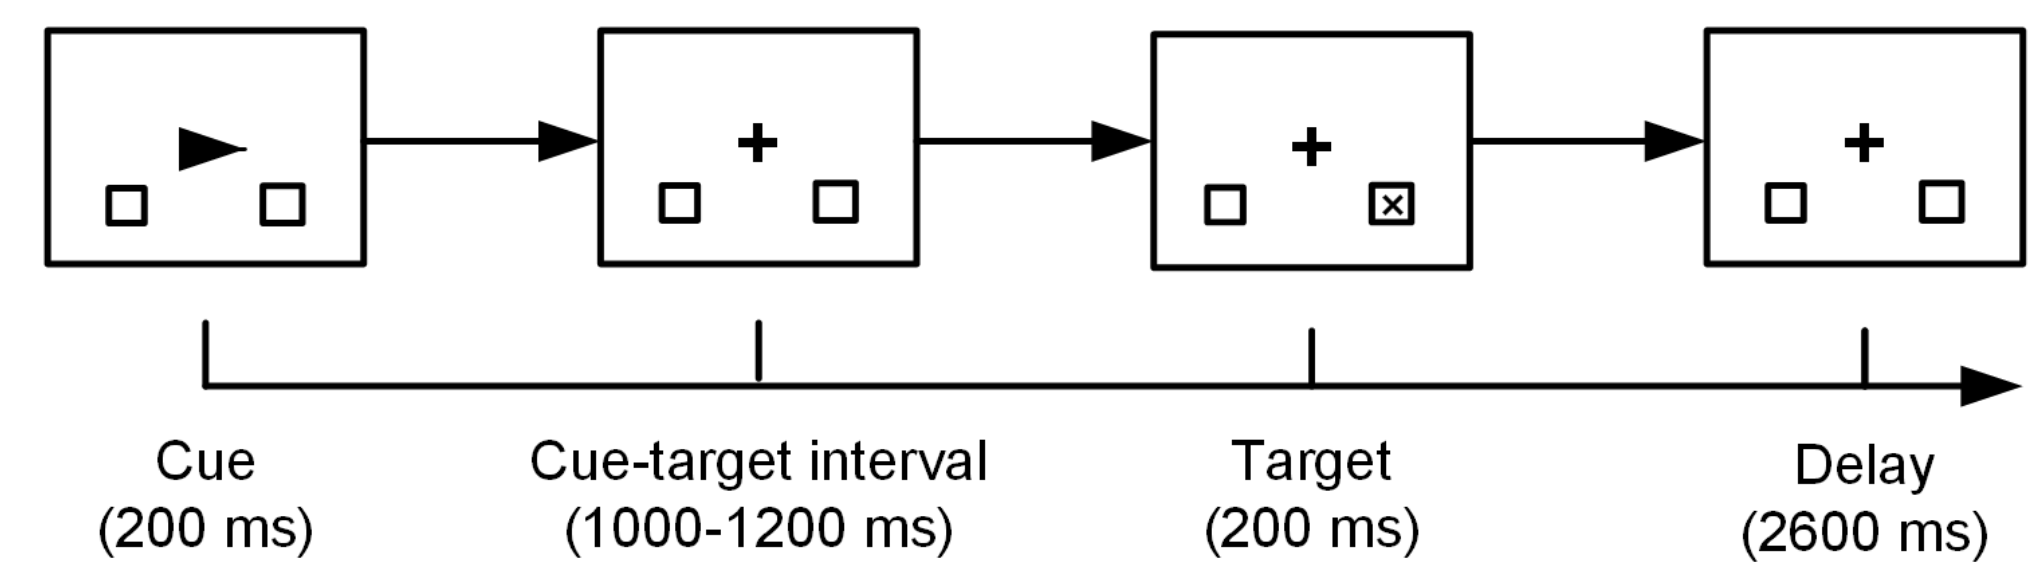 Cue
(200 ms)
Cue-target interval
(1000-1200 ms)
Target
(200 ms)
Delay
(2600 ms)